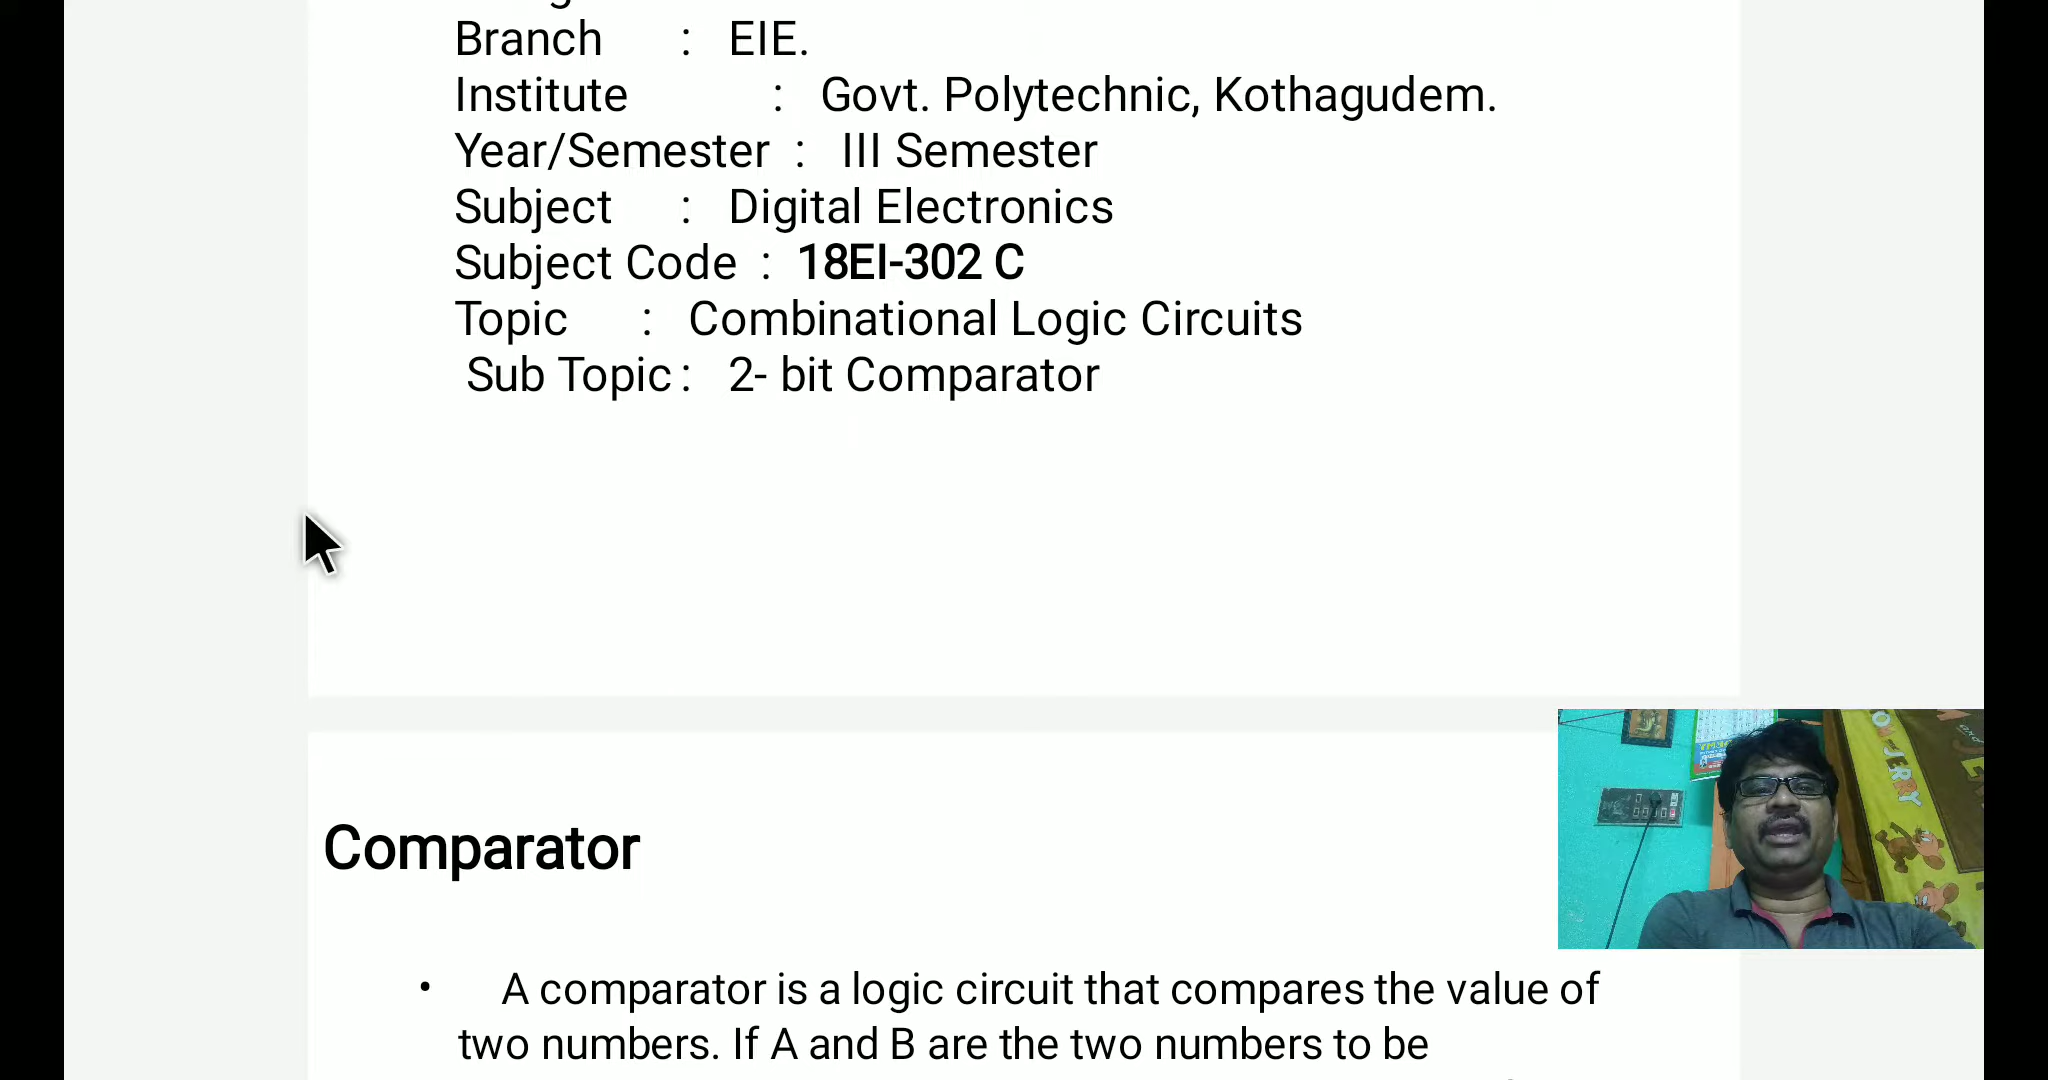 Branch : EIE.
Institute : Govt. Polytechnic, Kothagudem.
Year/Semester : III Semester
Subject : Digital Electronics
Subject Code : 18EI-302 C
Topic : Combinational Logic Circuits
Sub Topic : 2- bit Comparator
Comparator
• A comparator is a logic circuit that compares the value of
two numbers. If A and B are the two numbers to be
JERRY